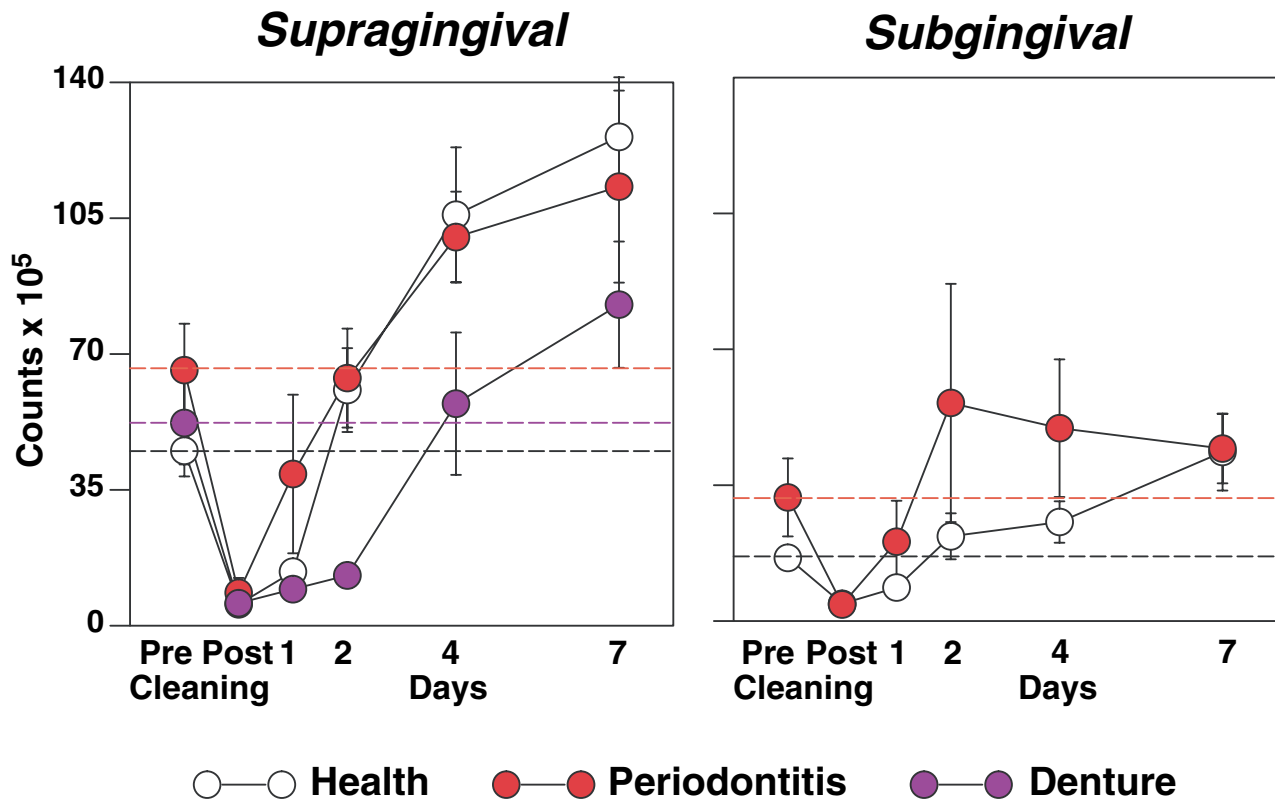 Supragingival
Subgingival
Counts x 10⁵
140
105
70
35
0
Pre Post 1 2 4 7
Cleaning Days
Pre Post 1 2 4 7
Cleaning Days
Health Periodontitis Denture